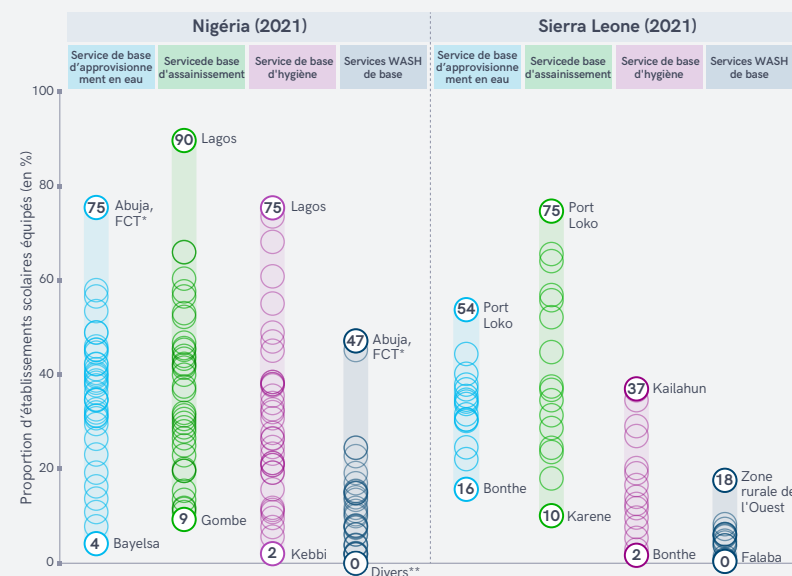 Nigéria (2021)
Sierra Leone (2021)
Service de base
d'approvisionne
ment en eau
Servicede base
d'assainissement
Service de base
d'hygiène
Services WASH
de base
Service de base
d'approvisionne
ment en eau
Servicede base
d'assainissement
Service de base
d'hygiène
Services WASH
de base
Proportion d'établissements scolaires équipés (en %)
100
80
60
40
20
0
75 Abuja,
FCT*
4 Bayelsa
90 Lagos
9 Gombe
75 Lagos
2 Kebbi
47 Abuja,
FCT*
0 Divers**
54 Port
Loko
16 Bonthe
75 Port
Loko
10 Karene
37 Kailahun
2 Bonthe
18 Zone
rurale de
l'Ouest
0 Falaba